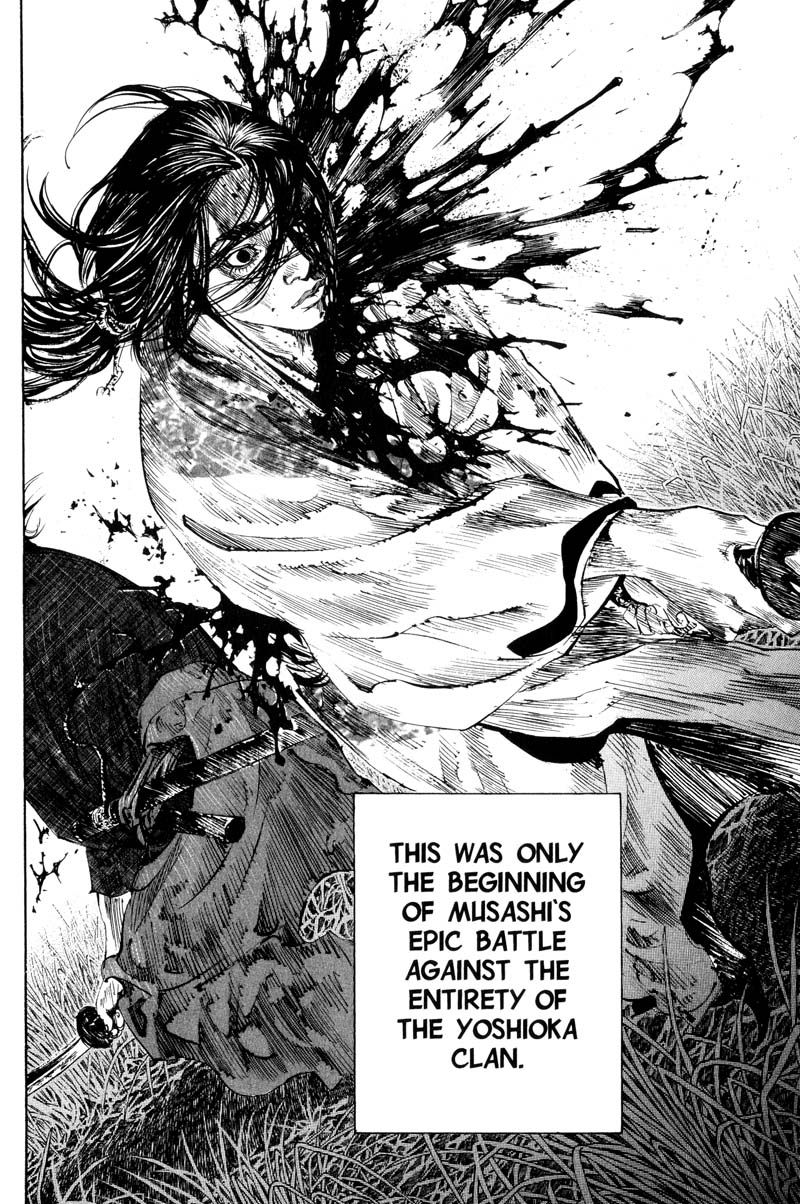 THIS WAS ONLY
THE BEGINNING
OF MUSASHI'S
EPIC BATTLE
AGAINST THE
ENTIRETY OF
THE YOSHIOKA
CLAN.